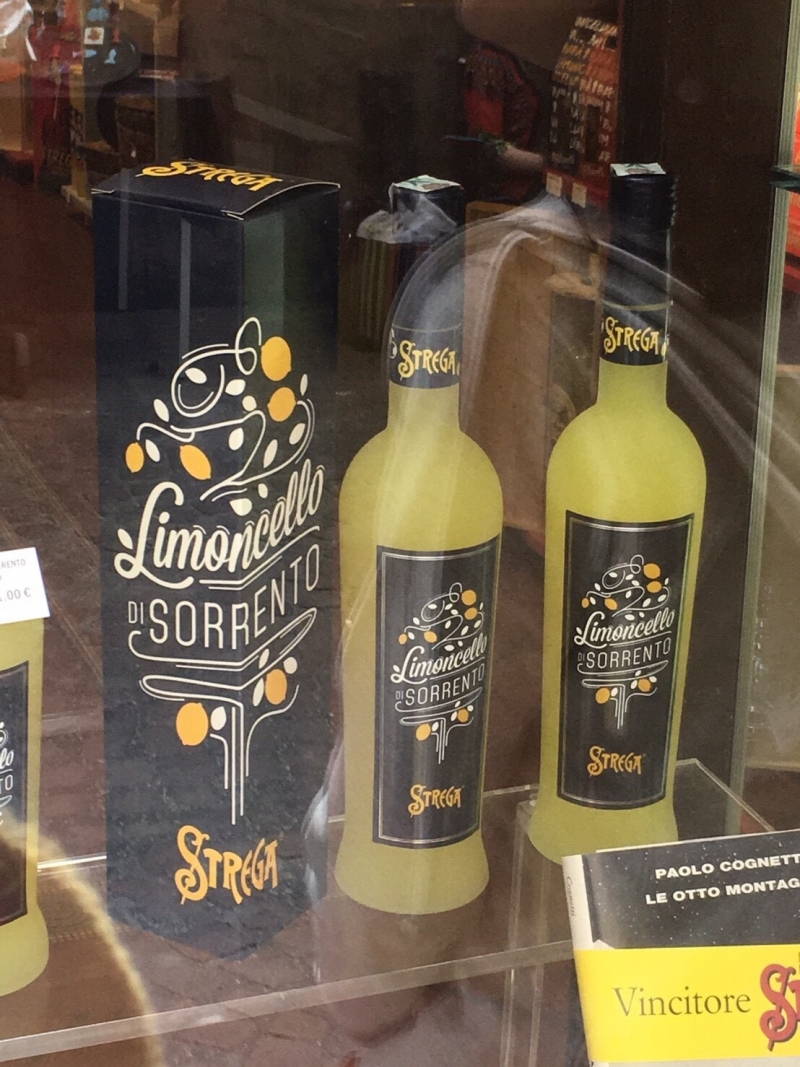 STREGA
Limoncello
DI SORRENTO
STREGA
STREGA
Limoncello
DI SORRENTO
STREGA
STREGA
Limoncello
DI SORRENTO
STREGA
.00 €
PAOLO COGNETT
LE OTTO MONTAG
Vincitore